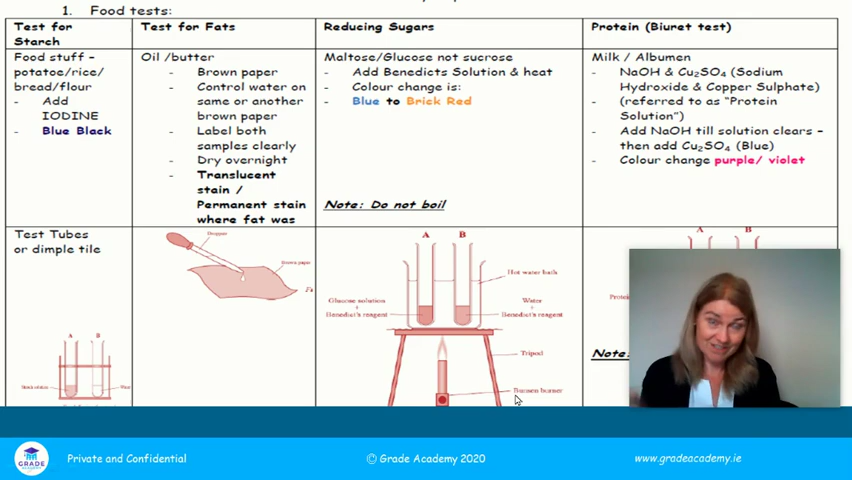 1. Food tests:
Test for
Starch
Test for Fats
Reducing Sugars
Protein (Biuret test)
Food stuff –
potatoe/rice/
bread/flour
- Add
IODINE
- Blue Black
Oil /butter
- Brown paper
- Control water on
same or another
brown paper
- Label both
samples clearly
- Dry overnight
- Translucent
stain /
Permanent stain
where fat was
Maltose/Glucose not sucrose
- Add Benedicts Solution & heat
- Colour change is:
- Blue to Brick Red
Note: Do not boil
Milk / Albumen
- NaOH & Cu₂SO₄ (Sodium
Hydroxide & Copper Sulphate)
- (referred to as "Protein
Solution")
- Add NaOH till solution clears –
then add Cu₂SO₄ (Blue)
- Colour change purple/ violet
Test Tubes
or dimple tile
A B
Starch solution
Dropper
Brown paper
A B
Hot water bath
Glucose solution
+
Benedict's reagent
Water
+
Benedict's reagent
Tripod
Bunsen burner
A B
Protein
Note:
GRADE
ACADEMY
Private and Confidential
© Grade Academy 2020
www.gradeacademy.ie